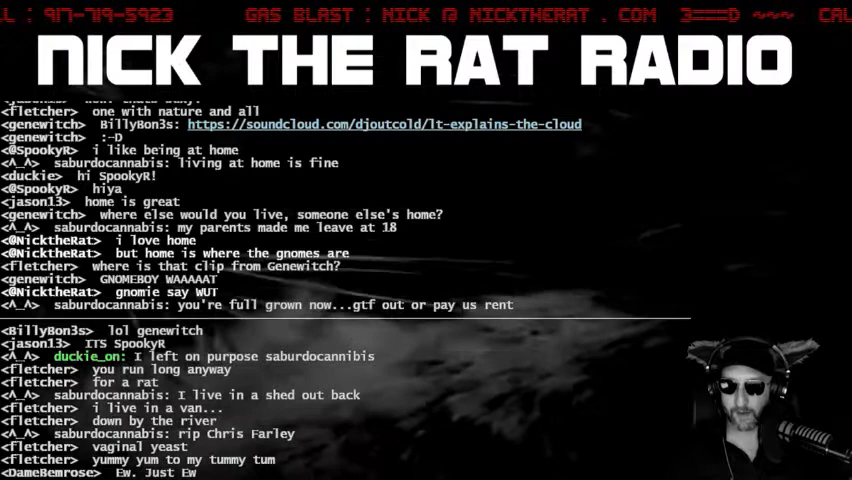 L : 917-719-5923 GAS BLAST : NICK @ NICKTHERAT . COM 3===D ~~~ CAL
NICK THE RAT RADIO
<fletcher> one with nature and all
<genewitch> BillyBon3s: https://soundcloud.com/djoutcold/lt-explains-the-cloud
<genewitch> :-D
<@SpookyR> i like being at home
<^_^> saburdocannabis: living at home is fine
<duckie> hi SpookyR!
<@SpookyR> hiya
<jason13> home is great
<genewitch> where else would you live, someone else's home?
<^_^> saburdocannabis: my parents made me leave at 18
<@NicktheRat> i love home
<@NicktheRat> but home is where the gnomes are
<fletcher> where is that clip from Genewitch?
<genewitch> GNOMEBOY WAAAAAT
<@NicktheRat> gnomie say WUT
<^_^> saburdocannabis: you're full grown now...gtf out or pay us rent
<BillyBon3s> lol genewitch
<jason13> ITS SpookyR
<^_^> duckie_on: I left on purpose saburdocannibis
<fletcher> you run long anyway
<fletcher> for a rat
<^_^> saburdocannabis: I live in a shed out back
<fletcher> i live in a van...
<fletcher> down by the river
<^_^> saburdocannabis: rip Chris Farley
<fletcher> vaginal yeast
<fletcher> yummy yum to my tummy tum
<DameBemrose> Ew. Just Ew